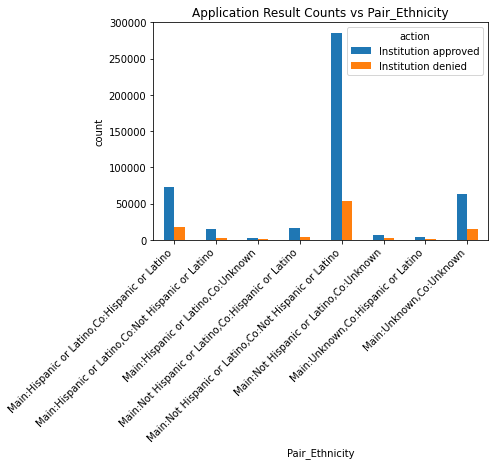 Application Result Counts vs Pair_Ethnicity
action
Institution approved
Institution denied
count
300000
250000
200000
150000
100000
50000
0
Main:Hispanic or Latino,Co:Hispanic or Latino
Main:Hispanic or Latino,Co:Not Hispanic or Latino
Main:Hispanic or Latino,Co:Unknown
Main:Not Hispanic or Latino,Co:Hispanic or Latino
Main:Not Hispanic or Latino,Co:Not Hispanic or Latino
Main:Not Hispanic or Latino,Co:Unknown
Main:Unknown,Co:Hispanic or Latino
Main:Unknown,Co:Unknown
Pair_Ethnicity